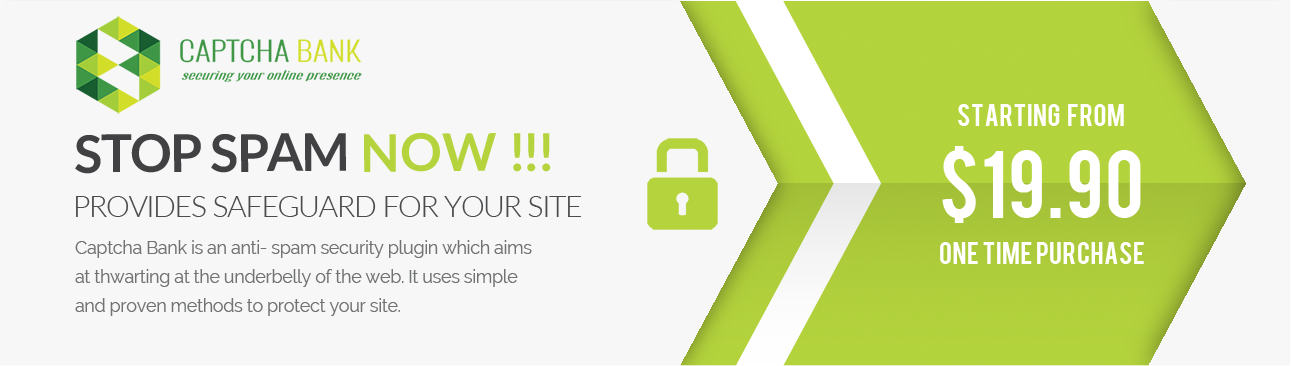 CAPTCHA BANK
securing your online presence
STOP SPAM NOW !!!
PROVIDES SAFEGUARD FOR YOUR SITE
Captcha Bank is an anti- spam security plugin which aims
at thwarting at the underbelly of the web. It uses simple
and proven methods to protect your site.
STARTING FROM
$19.90
ONE TIME PURCHASE